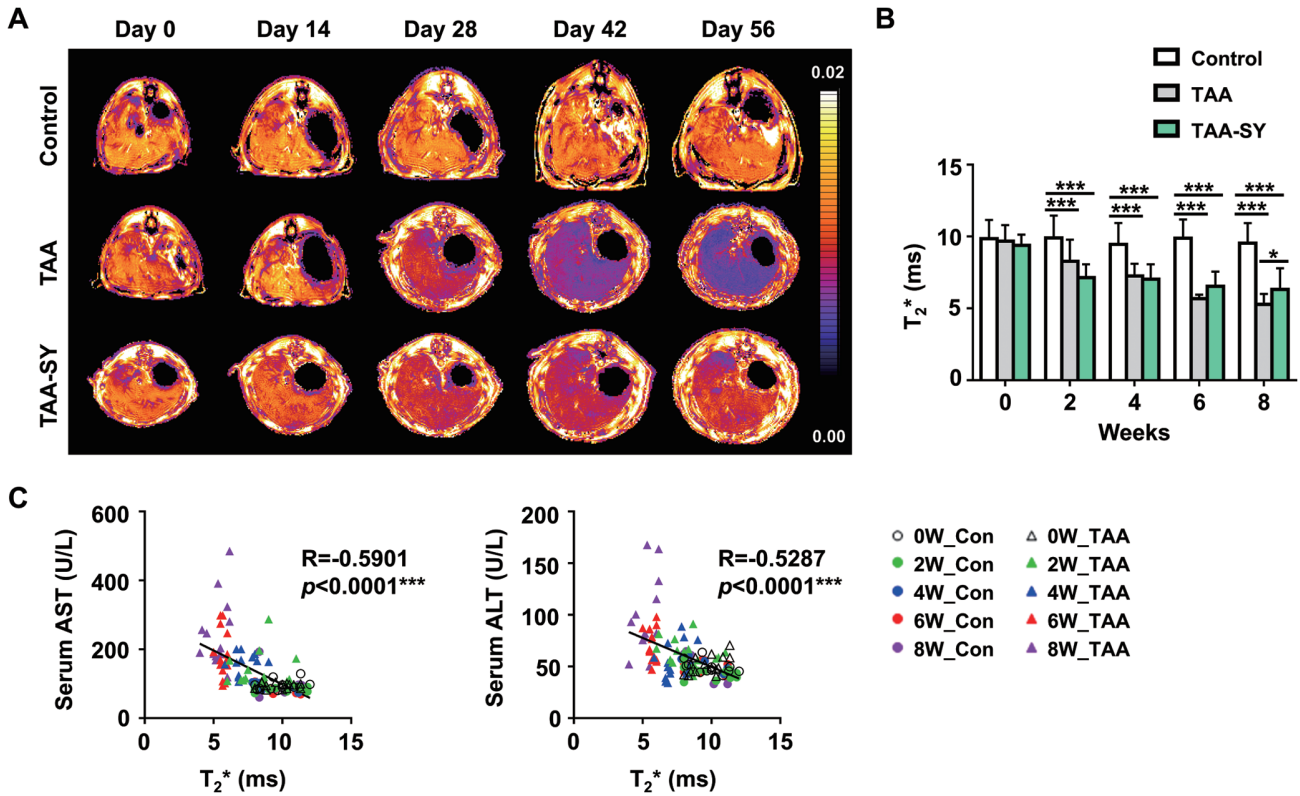 A
Day 0 Day 14 Day 28 Day 42 Day 56
Control
TAA
TAA-SY
0.02
0.00
B
Control
TAA
TAA-SY
15
10
5
0
T2* (ms)
*** *** *** ***
*** *** *** ***
*
0 2 4 6 8
Weeks
C
600
400
200
0
Serum AST (U/L)
R=-0.5901
p<0.0001***
0 5 10 15
T2* (ms)
200
150
100
50
0
Serum ALT (U/L)
R=-0.5287
p<0.0001***
0 5 10 15
T2* (ms)
0W_Con 0W_TAA
2W_Con 2W_TAA
4W_Con 4W_TAA
6W_Con 6W_TAA
8W_Con 8W_TAA